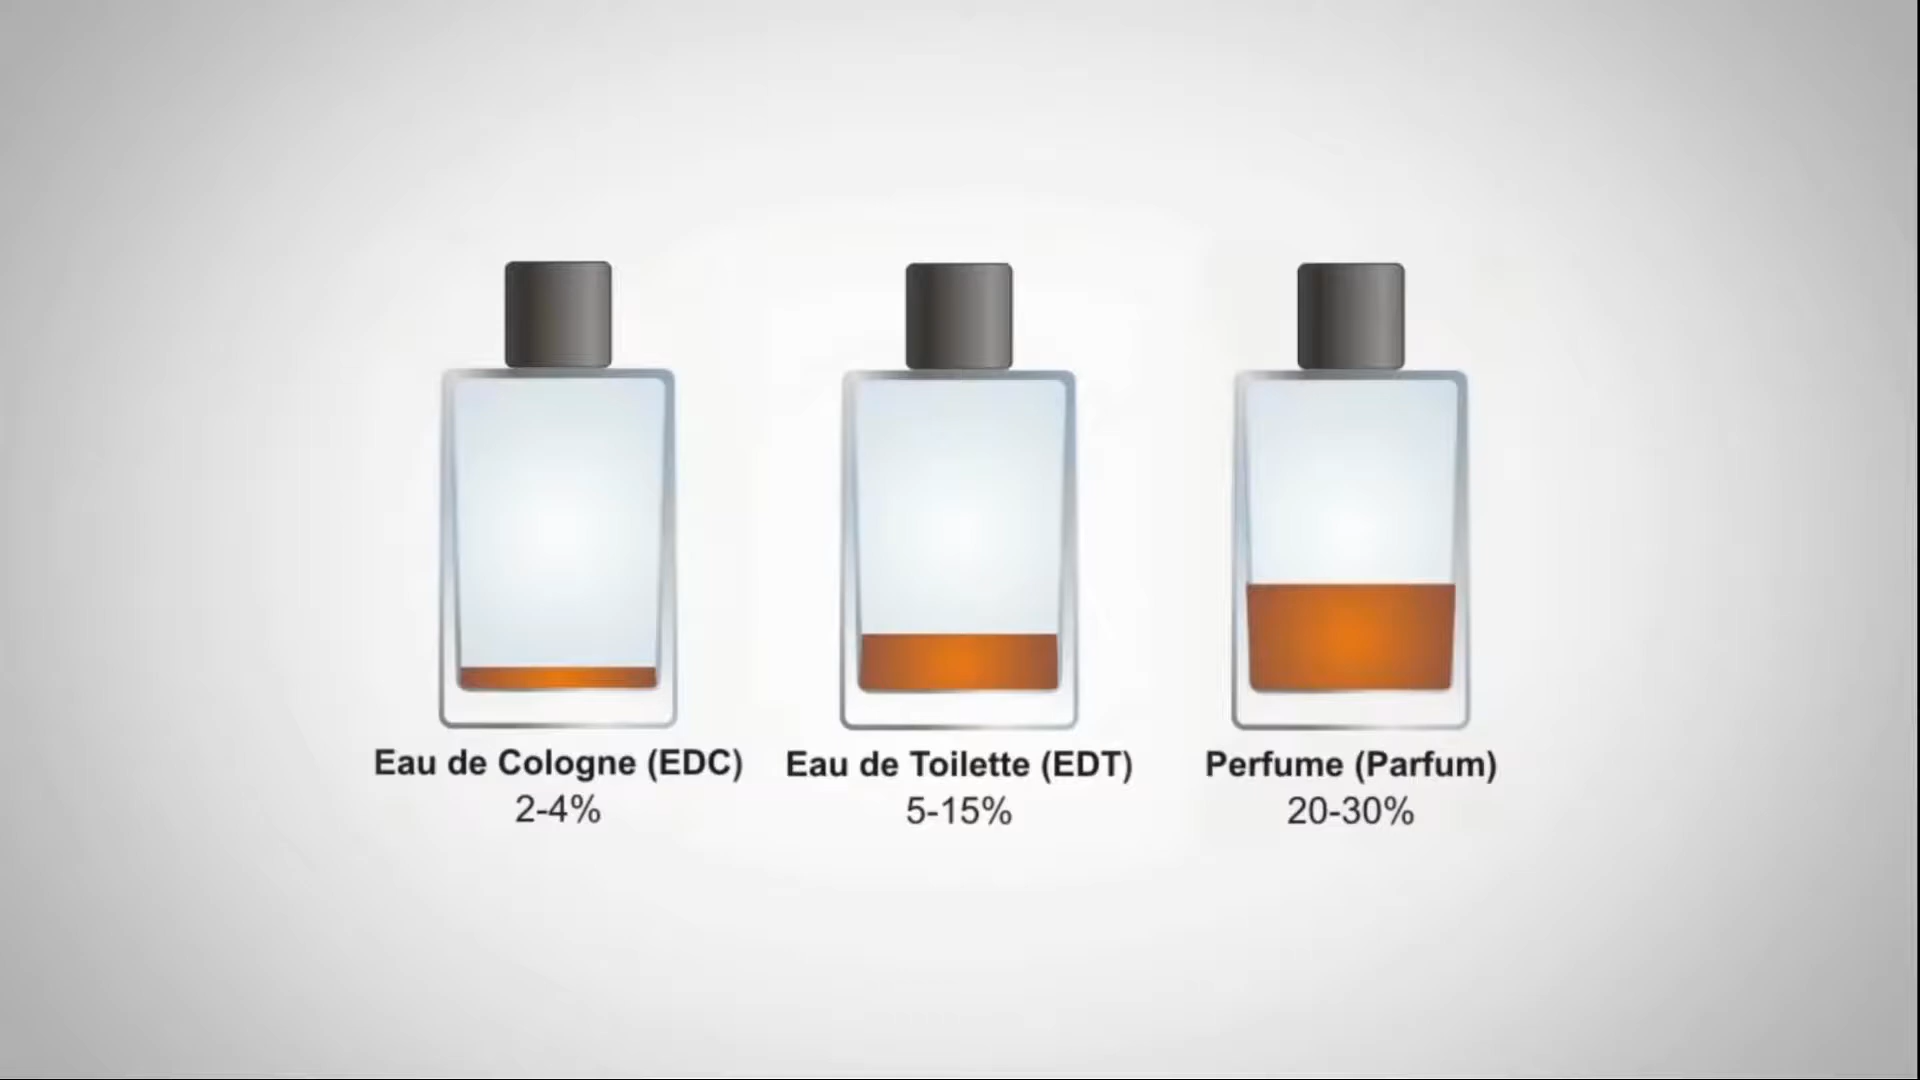 Eau de Cologne (EDC)
2-4%
Eau de Toilette (EDT)
5-15%
Perfume (Parfum)
20-30%